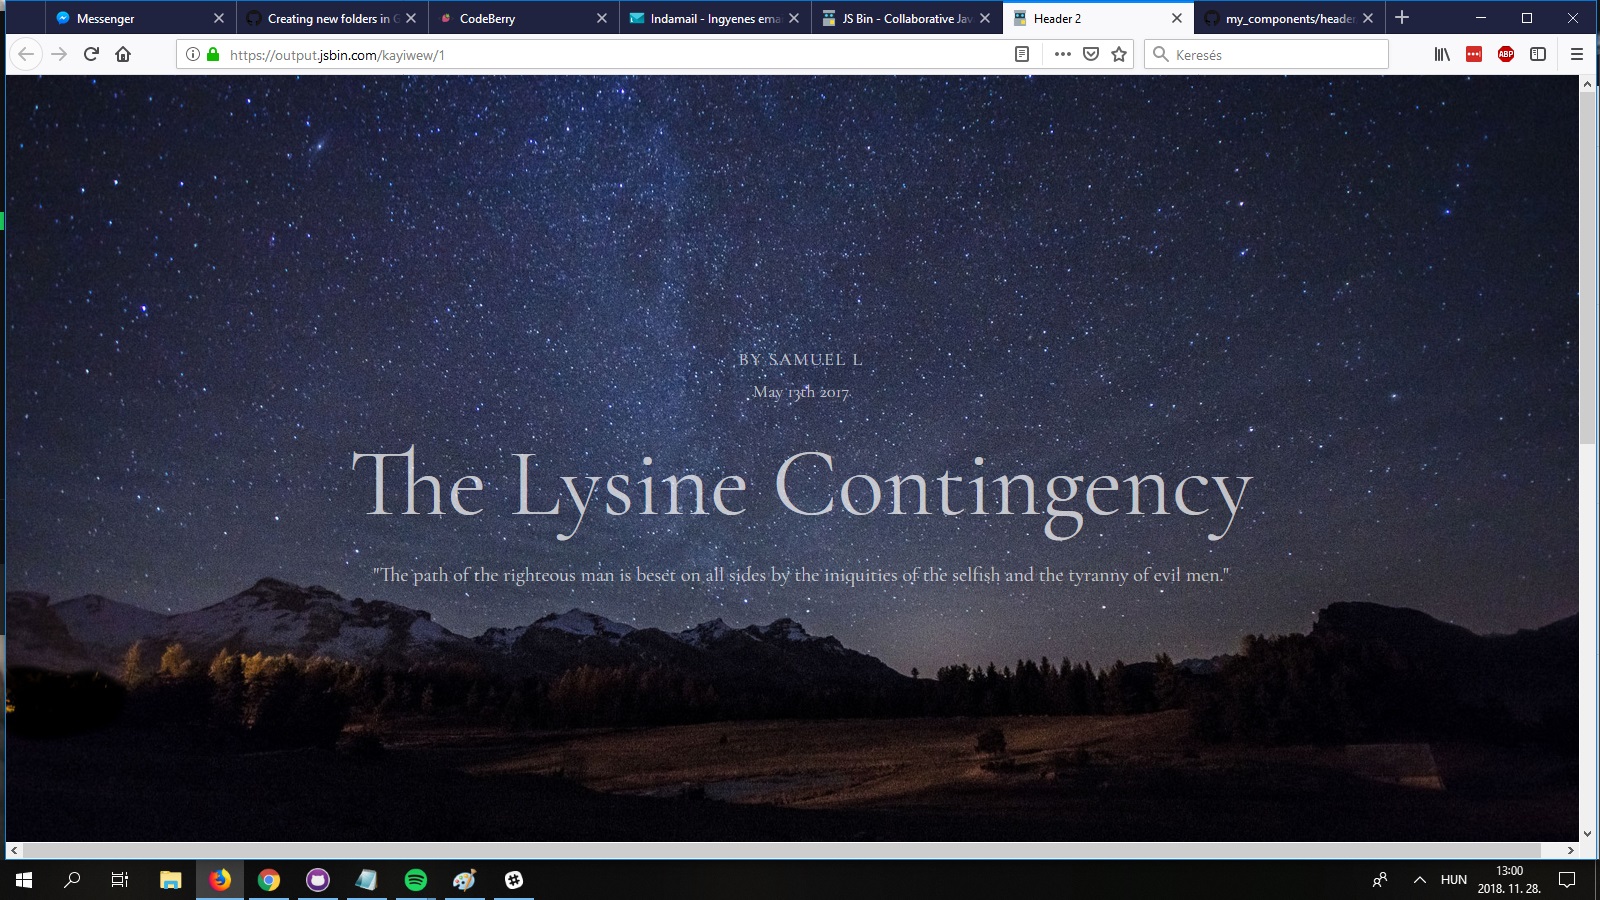 Messenger
Creating new folders in G
CodeBerry
Indamail - Ingyenes ema
JS Bin - Collaborative Jav
Header 2
my_components/header
https://output.jsbin.com/kayiwew/1
Keresés
ABP
BY SAMUEL L
May 13th 2017
The Lysine Contingency
"The path of the righteous man is beset on all sides by the iniquities of the selfish and the tyranny of evil men."
HUN
13:00
2018. 11. 28.